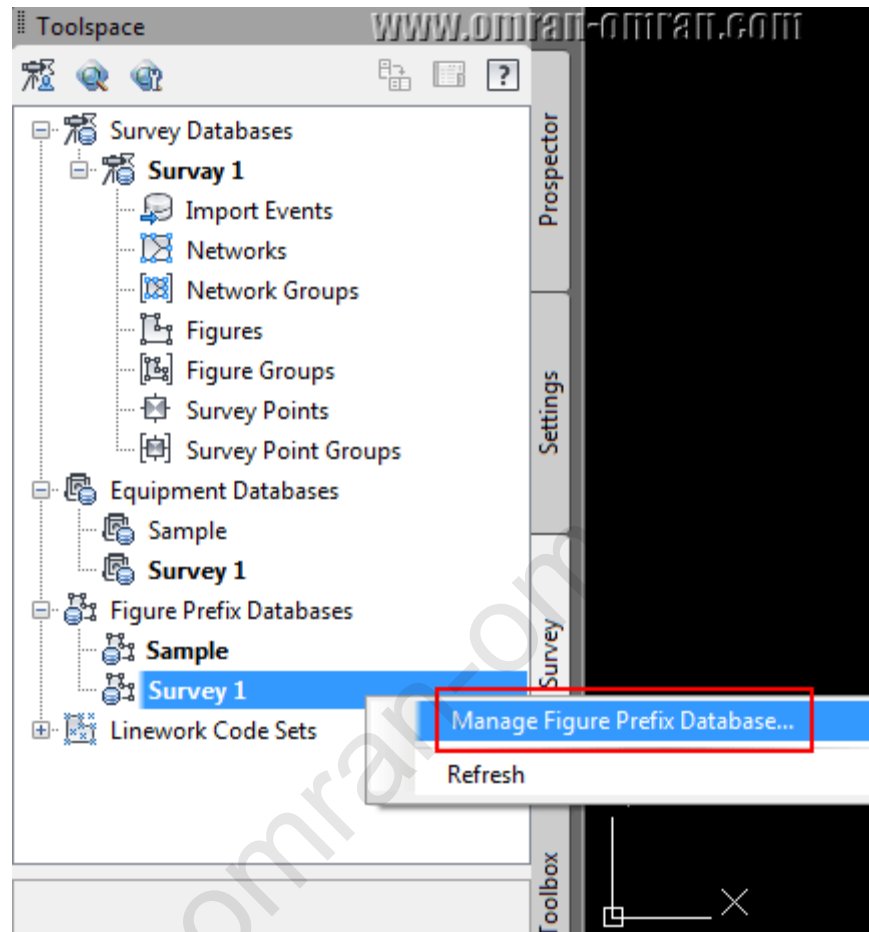 Toolspace
www.omran-omran.com
?
Survey Databases
Survay 1
Import Events
Networks
Network Groups
Figures
Figure Groups
Survey Points
Survey Point Groups
Equipment Databases
Sample
Survey 1
Figure Prefix Databases
Sample
Survey 1
Linework Code Sets
Manage Figure Prefix Database...
Refresh
Prospector
Settings
Survey
Toolbox
X
omran-om